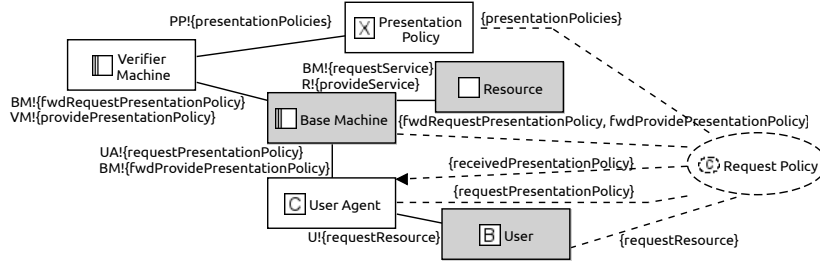 PP!{presentationPolicies}
X
Presentation
Policy
{presentationPolicies}
Verifier
Machine
BM!{requestService}
R!{provideService}
Resource
BM!{fwdRequestPresentationPolicy}
VM!{providePresentationPolicy}
Base Machine
{fwdRequestPresentationPolicy, fwdProvidePresentationPolicy}
UA!{requestPresentationPolicy}
BM!{fwdProvidePresentationPolicy}
{receivedPresentationPolicy}
C
Request Policy
{requestPresentationPolicy}
C
User Agent
U!{requestResource}
B
User
{requestResource}